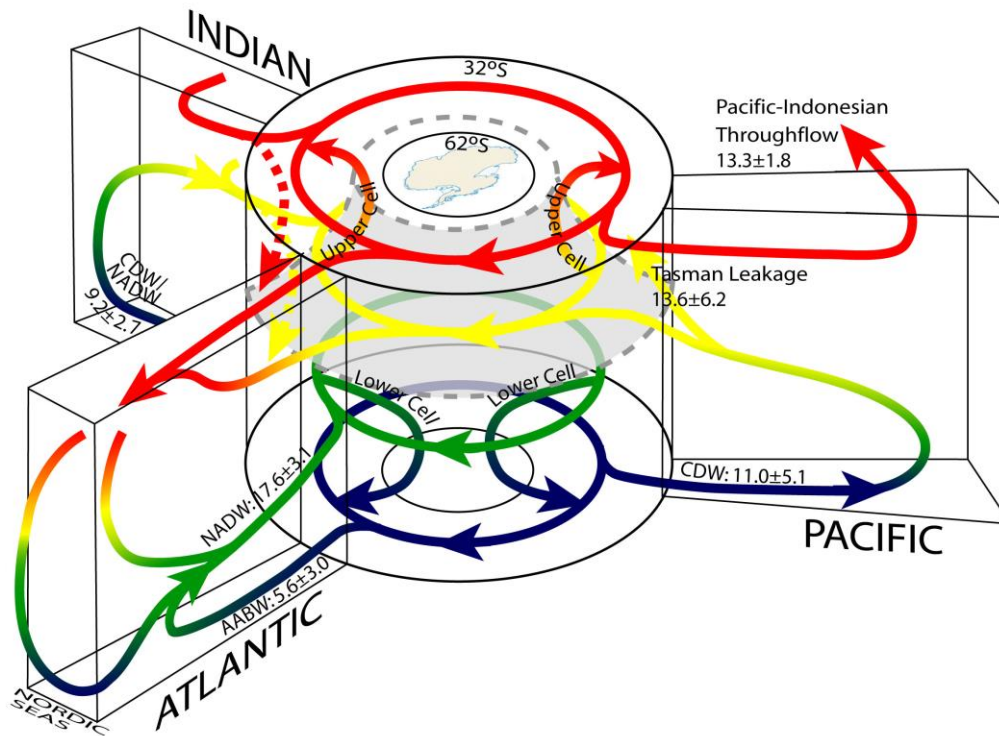 INDIAN
32ºS
62ºS
Pacific-Indonesian
Throughflow
13.3±1.8
Upper Cell
Upper Cell
Tasman Leakage
13.6±6.2
CDW/
NADW
9.2±2.7
Lower Cell
Lower Cell
CDW: 11.0±5.1
PACIFIC
NADW: 17.6±3.1
AABW: 5.6±3.0
ATLANTIC
NORDIC
SEAS